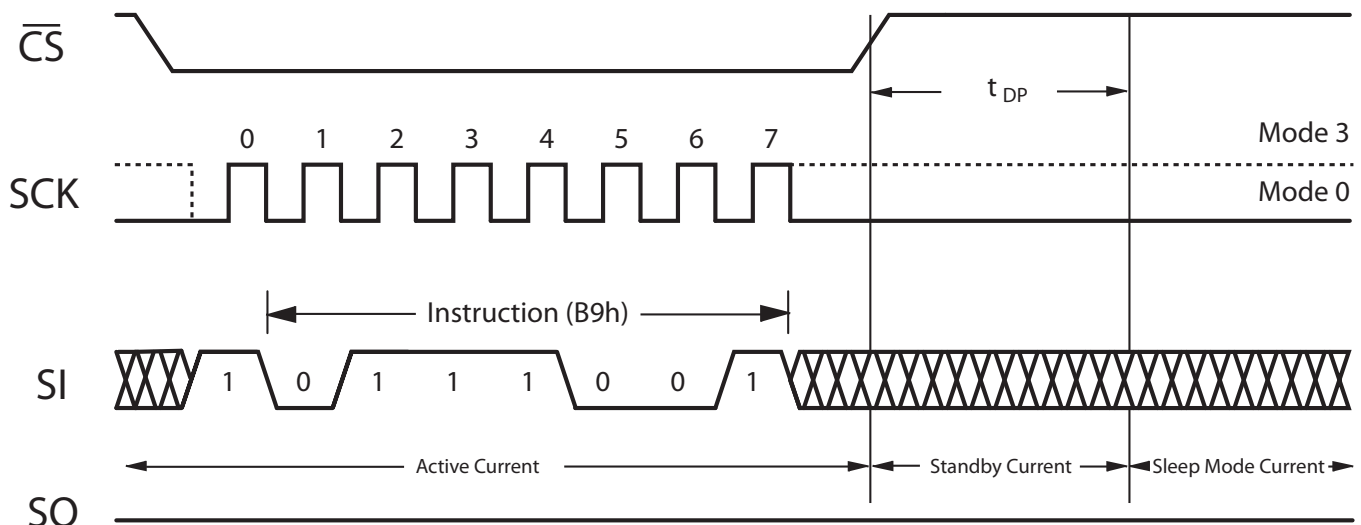 CS
t DP
0 1 2 3 4 5 6 7
Mode 3
SCK
Mode 0
Instruction (B9h)
SI
1 0 1 1 1 0 0 1
Active Current
Standby Current
Sleep Mode Current
SO